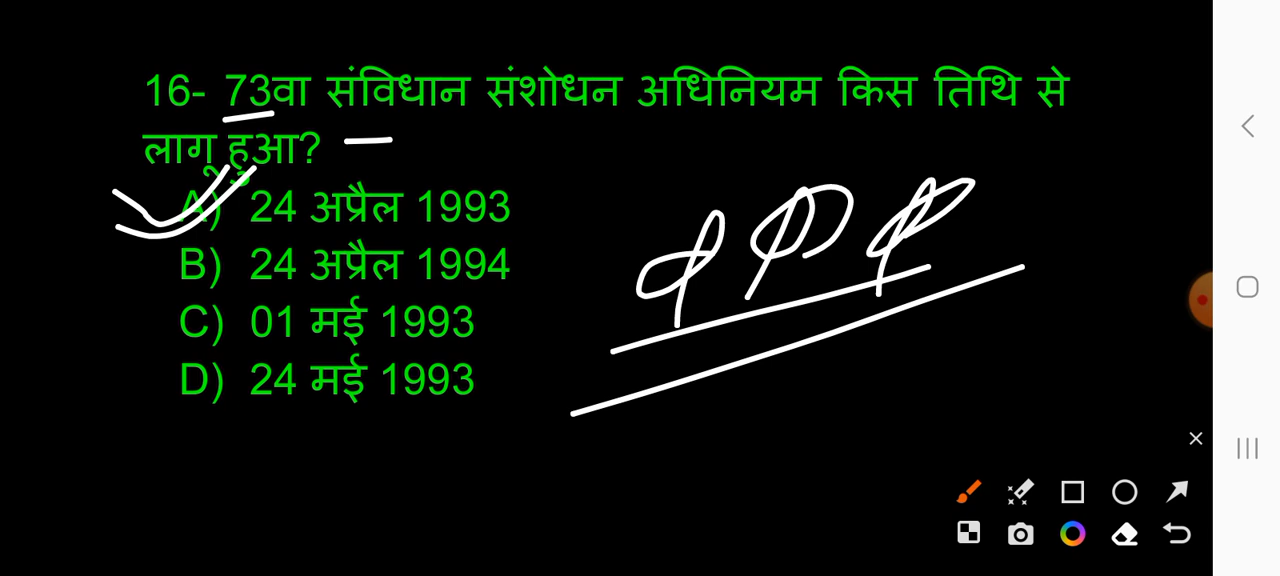 16- 73वा संविधान संशोधन अधिनियम किस तिथि से
लागू हुआ?
A) 24 अप्रैल 1993
B) 24 अप्रैल 1994
C) 01 मई 1993
D) 24 मई 1993